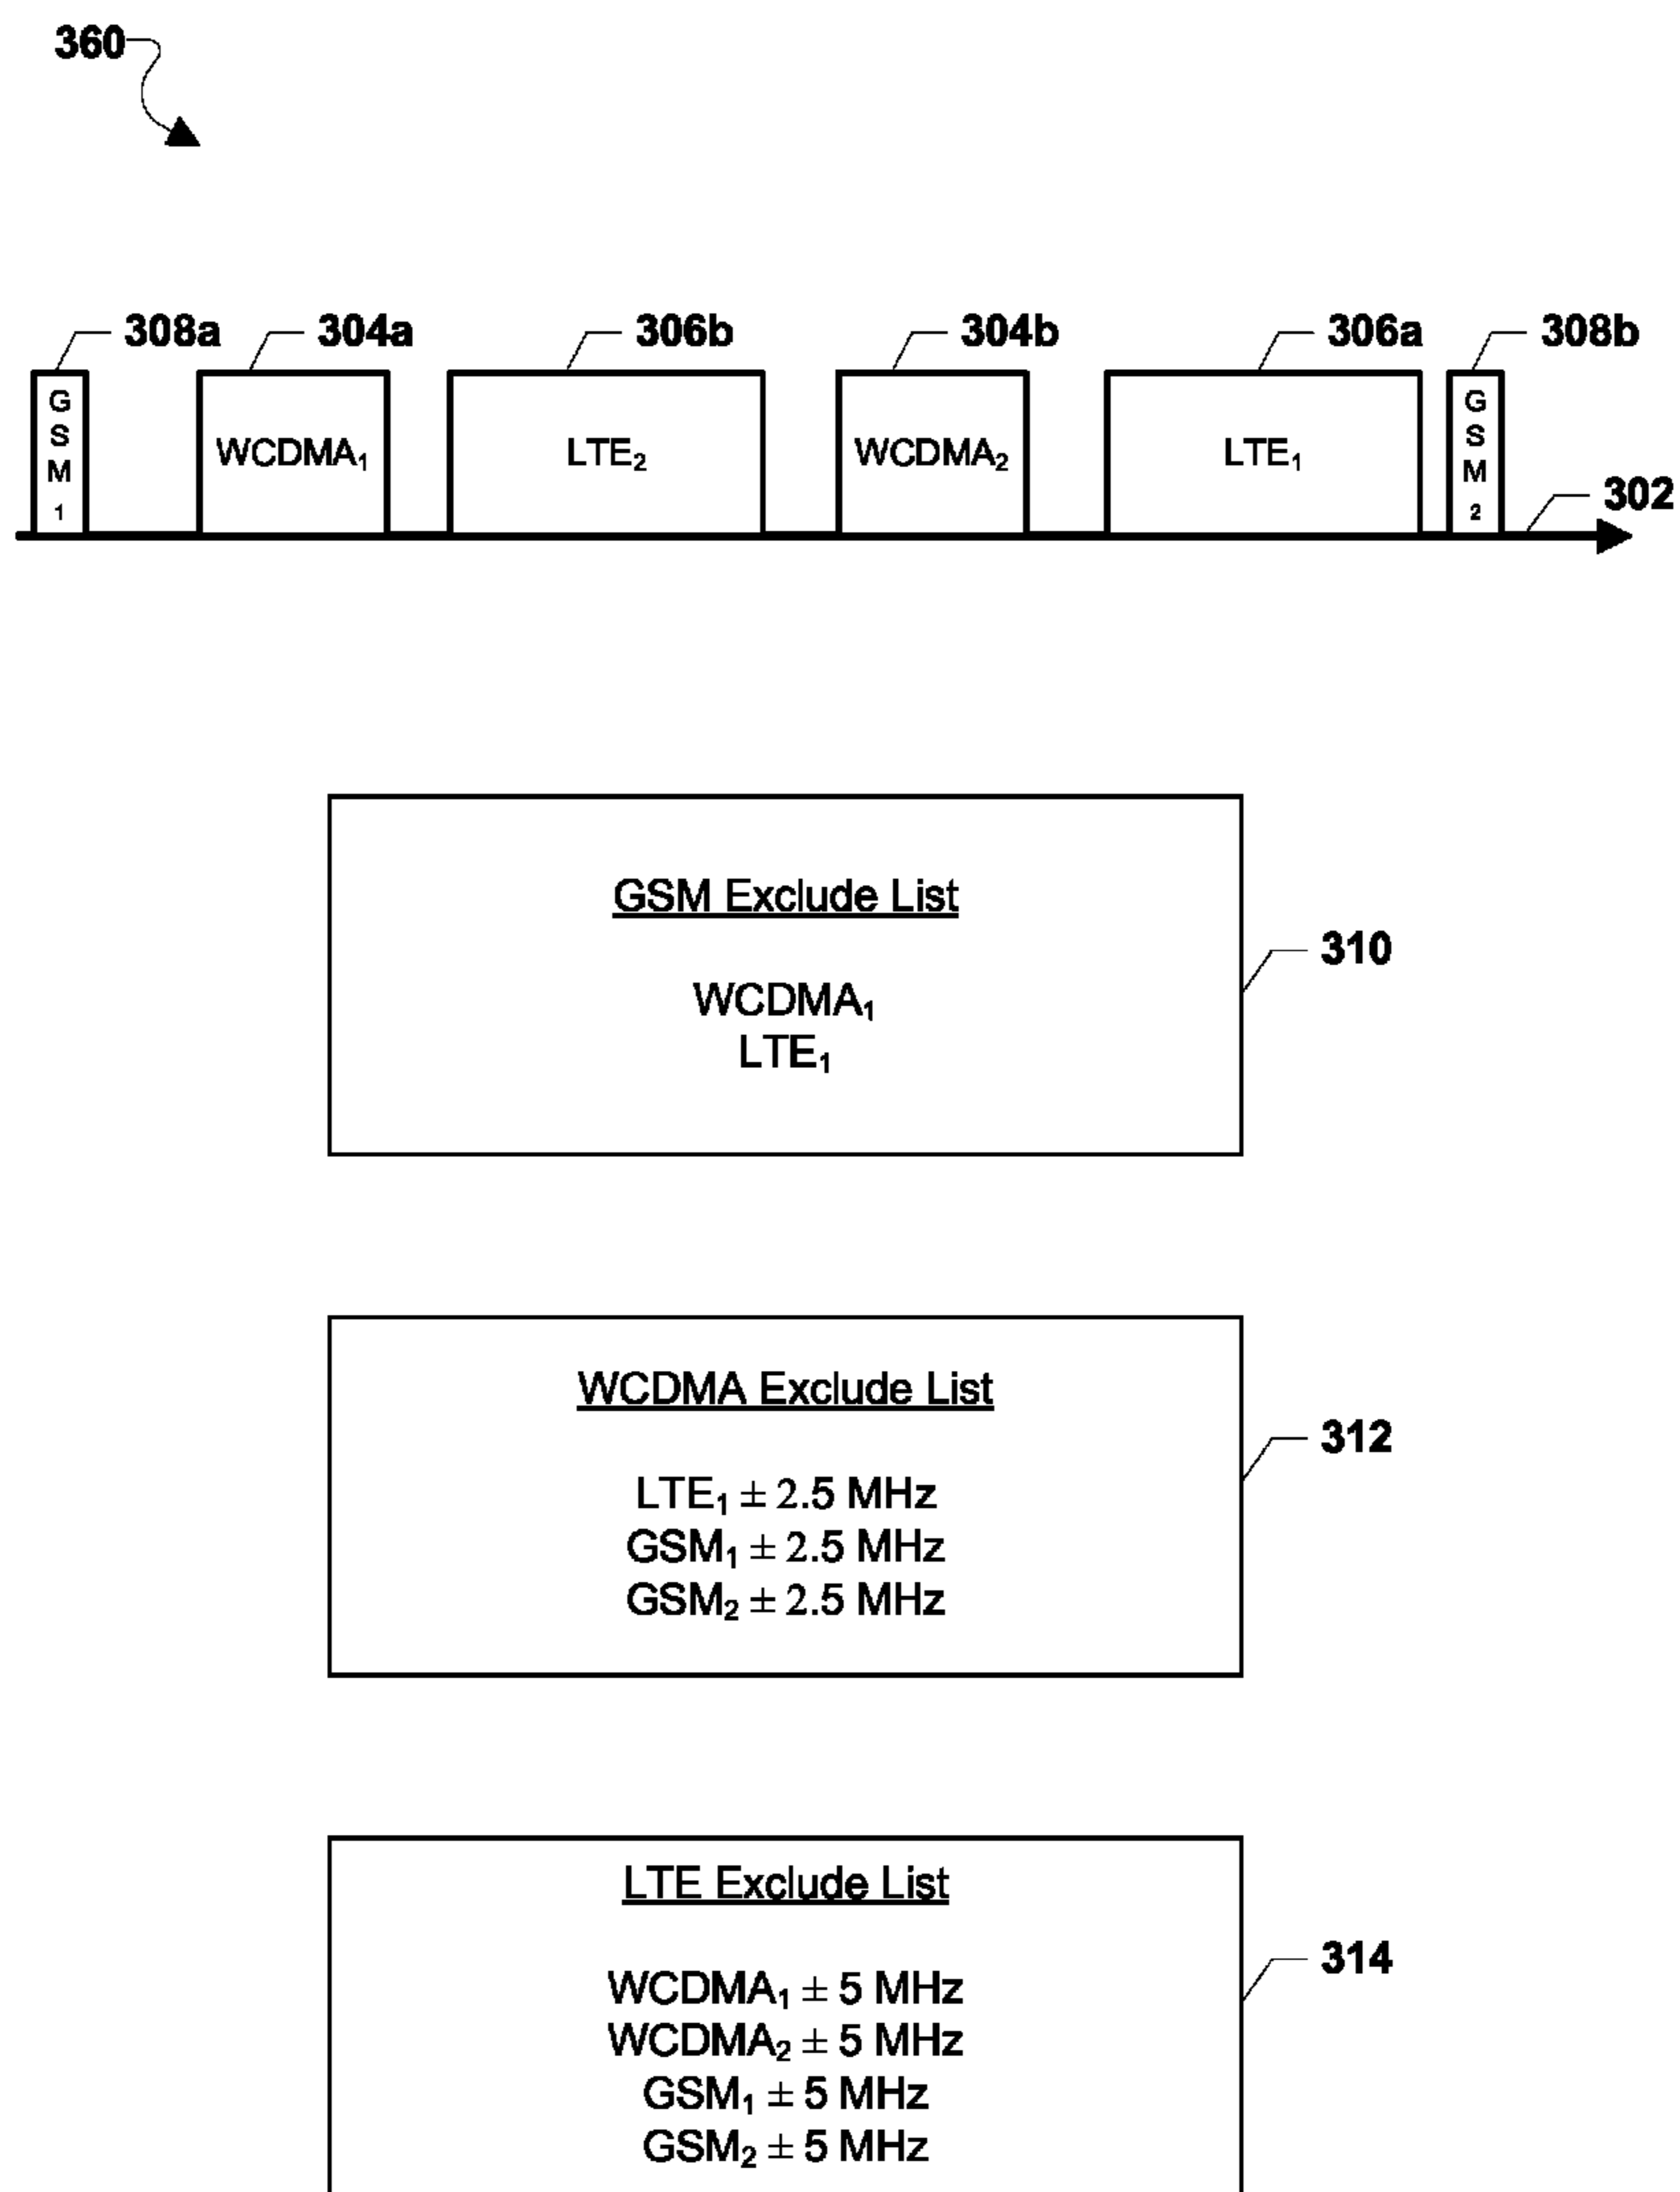 360
308a 304a 306b 304b 306a 308b
GSM1 WCDMA₁ LTE₂ WCDMA₂ LTE₁ GSM2
302
GSM Exclude List
310
WCDMA₁
LTE₁
WCDMA Exclude List
312
LTE₁ ± 2.5 MHz
GSM₁ ± 2.5 MHz
GSM₂ ± 2.5 MHz
LTE Exclude List
314
WCDMA₁ ± 5 MHz
WCDMA₂ ± 5 MHz
GSM₁ ± 5 MHz
GSM₂ ± 5 MHz